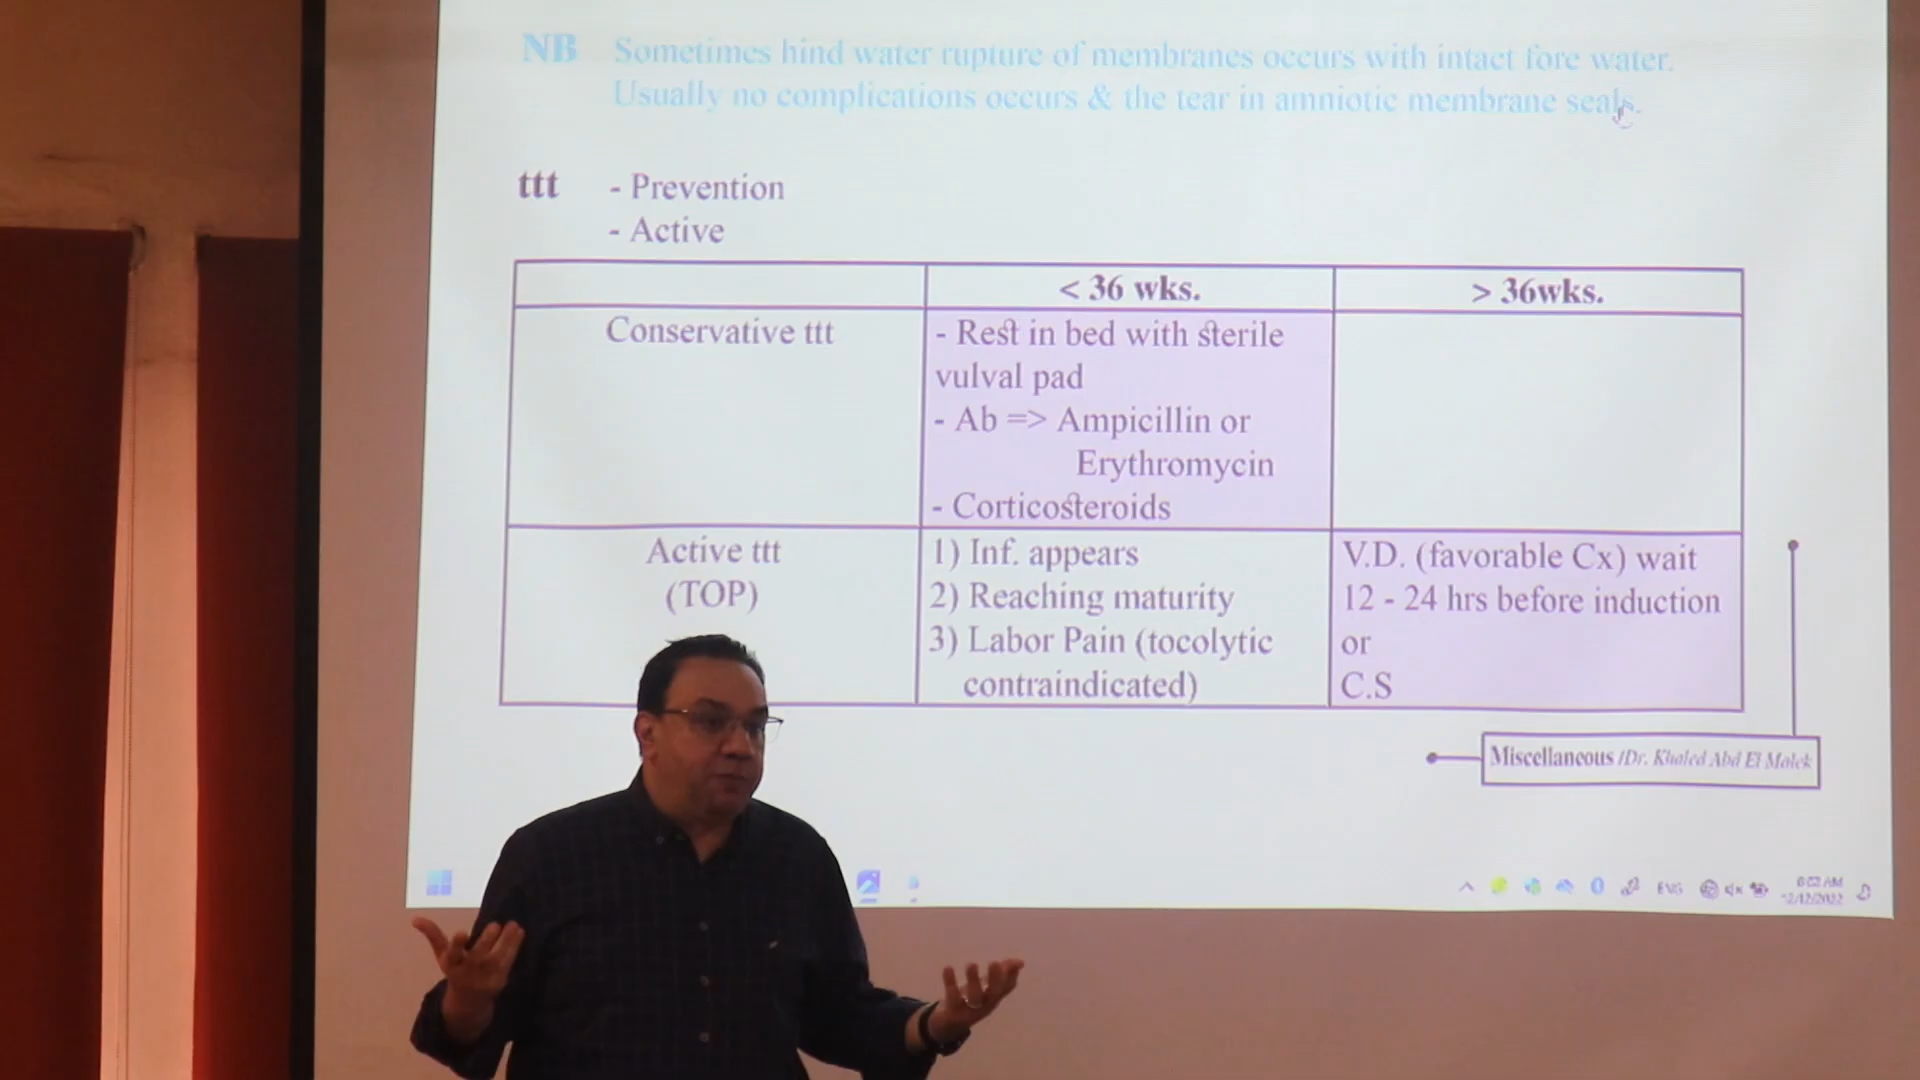 NB Sometimes hind water rupture of membranes occurs with intact fore water.
Usually no complications occurs & the tear in amniotic membrane seals.
ttt - Prevention
- Active
< 36 wks.
> 36wks.
Conservative ttt
- Rest in bed with sterile
vulval pad
- Ab => Ampicillin or
Erythromycin
- Corticosteroids
Active ttt
(TOP)
1) Inf. appears
2) Reaching maturity
3) Labor Pain (tocolytic
contraindicated)
V.D. (favorable Cx) wait
12 - 24 hrs before induction
or
C.S
Miscellaneous /Dr. Khaled Abd El Malek
ENG